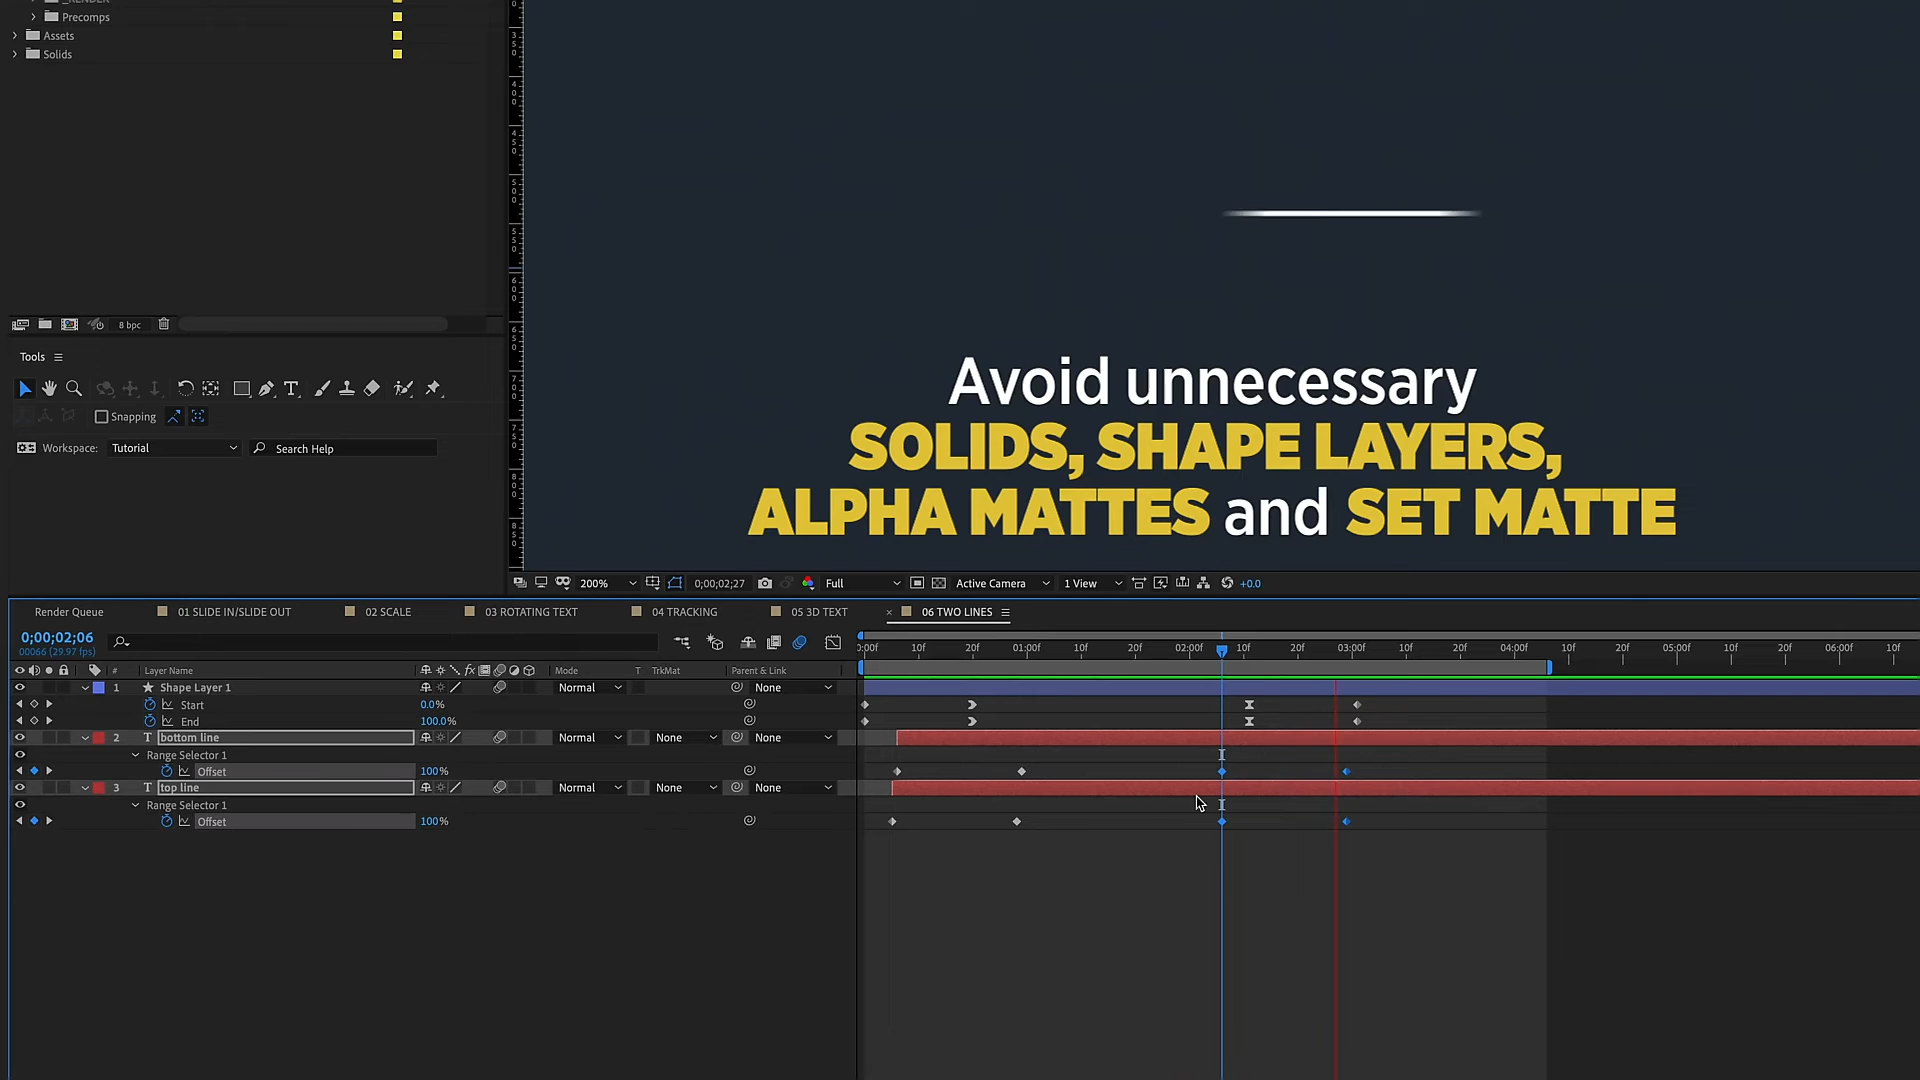 Precomps
Assets
Solids
8 bpc
Tools
Snapping
Workspace: Tutorial Search Help
Avoid unnecessary
SOLIDS, SHAPE LAYERS,
ALPHA MATTES and SET MATTE
200% 0;00;02;27 Full Active Camera 1 View +0.0
Render Queue 01 SLIDE IN/SLIDE OUT 02 SCALE 03 ROTATING TEXT 04 TRACKING 05 3D TEXT × 06 TWO LINES
0;00;02;06
00066 (29.97 fps)
0:00f 10f 20f 01:00f 10f 20f 02:00f 10f 20f 03:00f 10f 20f 04:00f 10f 20f 05:00f 10f 20f 06:00f 10f
# Layer Name fx Mode T TrkMat Parent & Link
1 Shape Layer 1 Normal None
Start 0.0%
End 100.0%
2 T bottom line Normal None None
Range Selector 1
Offset 100%
3 T top line Normal None None
Range Selector 1
Offset 100%